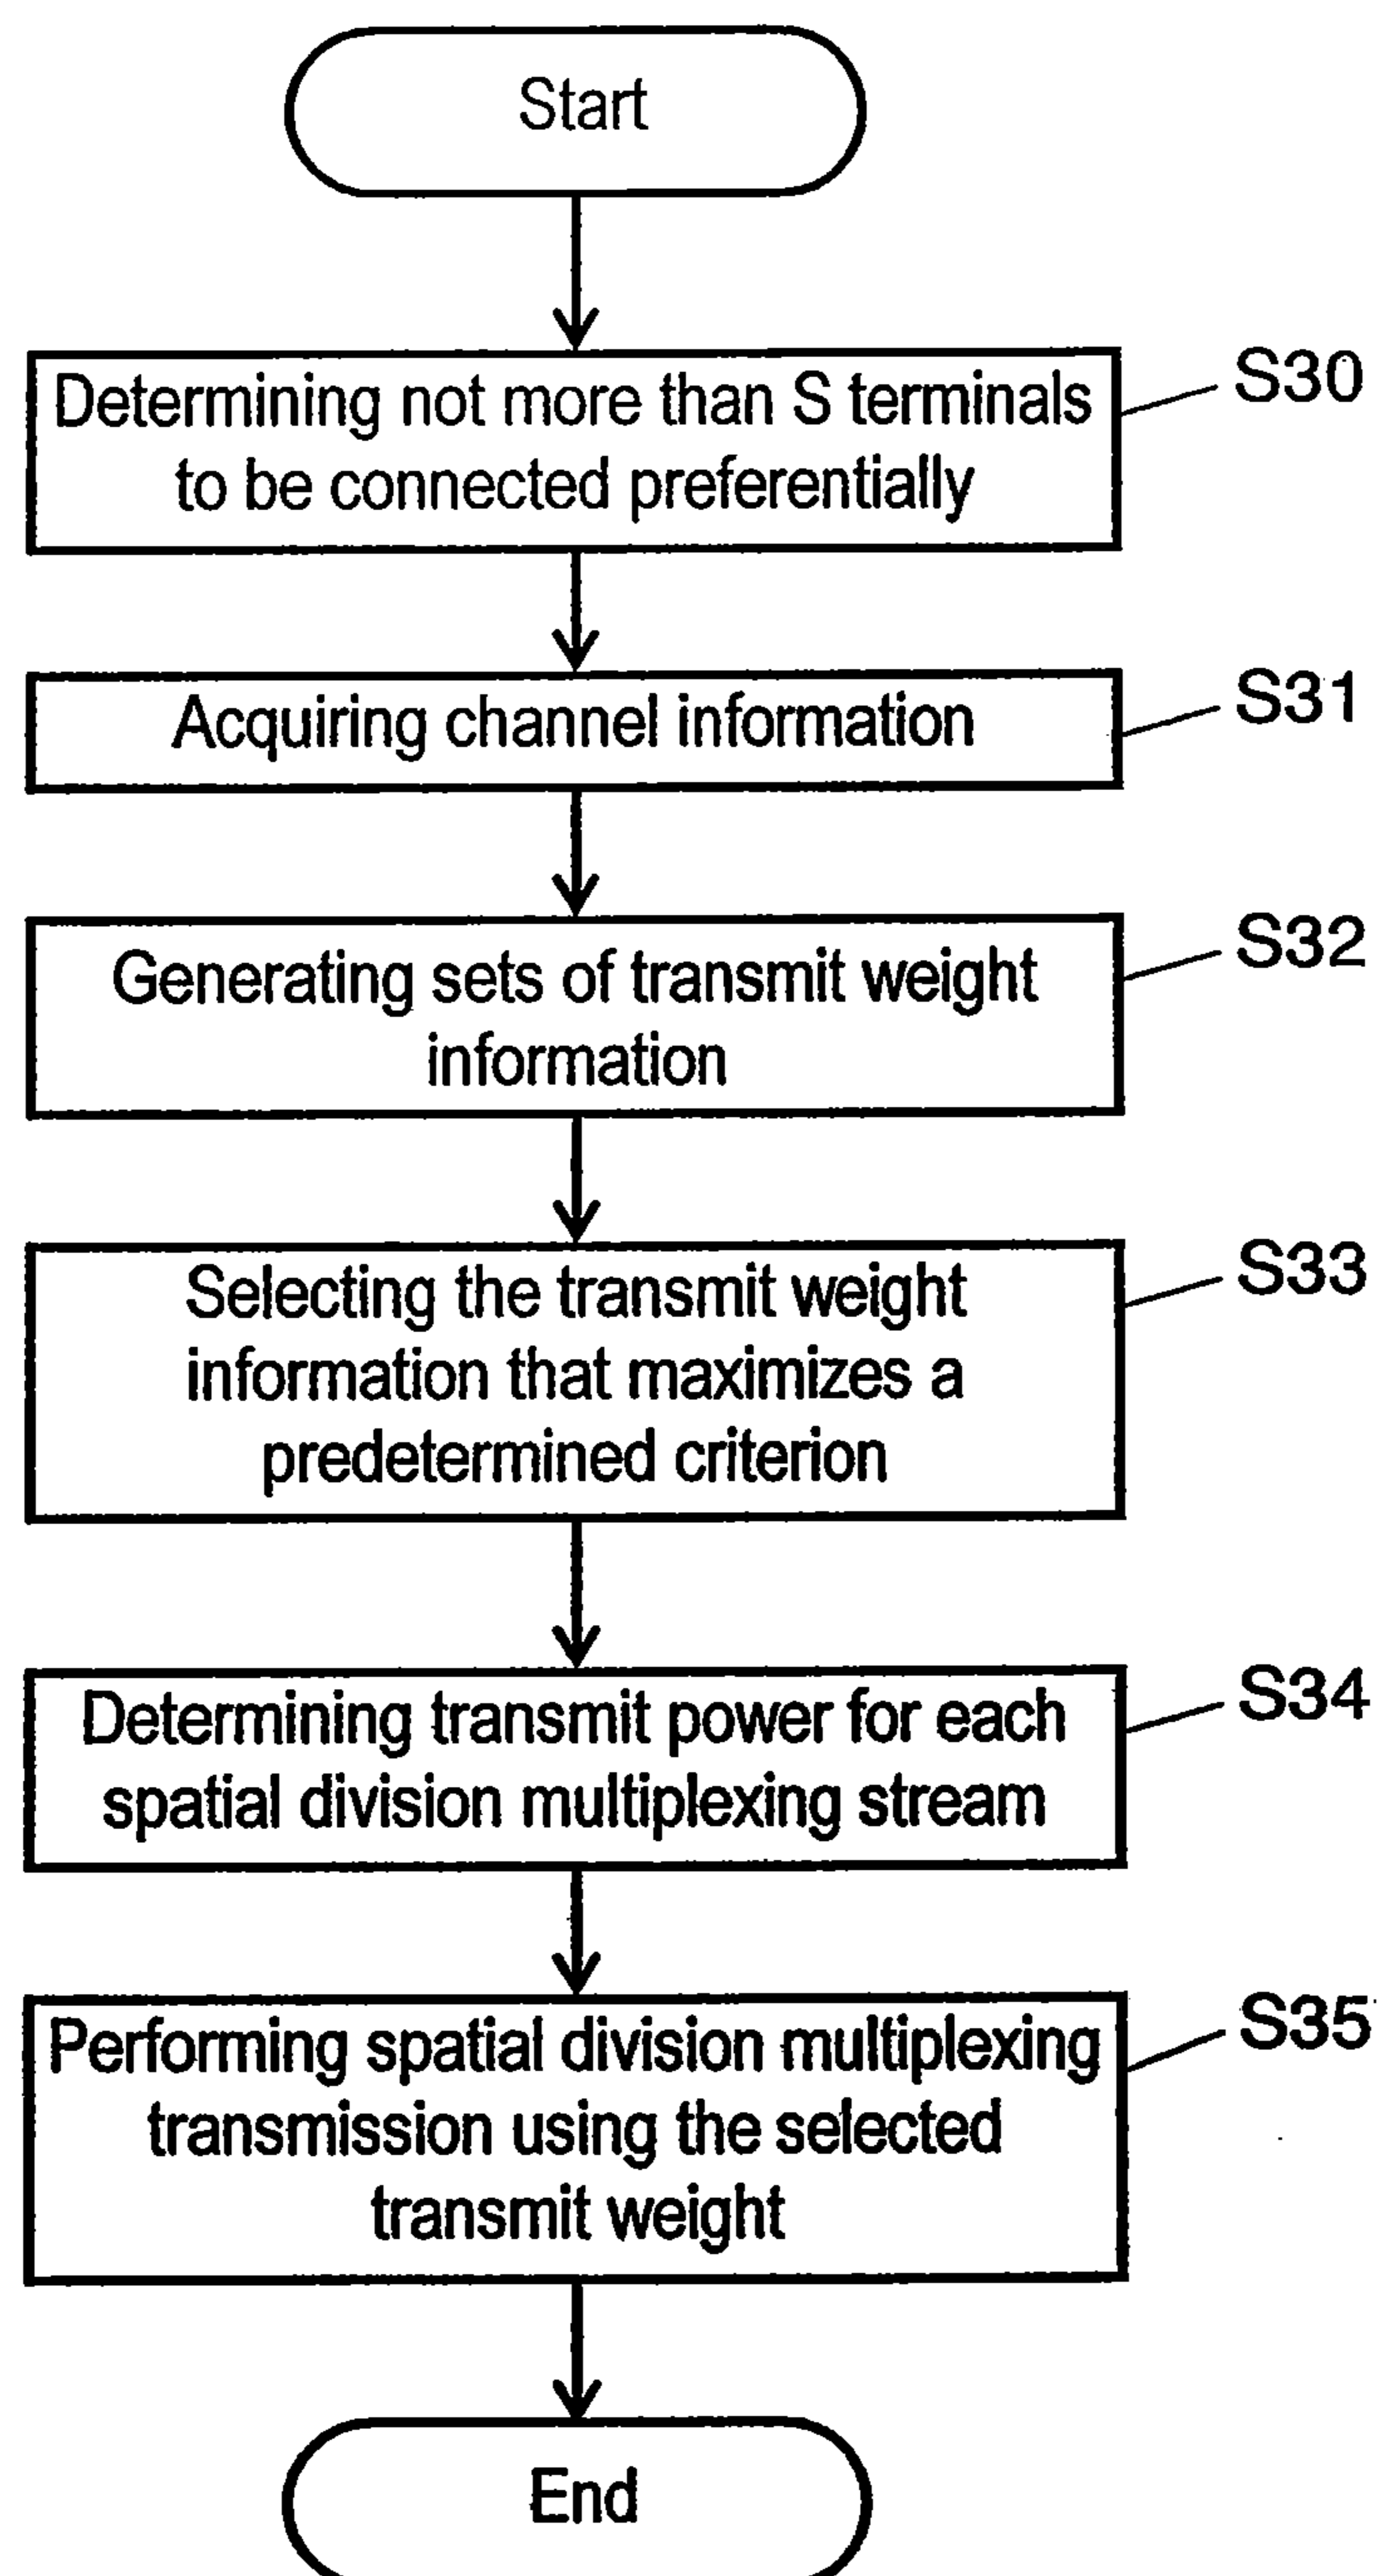 Start
Determining not more than S terminals
to be connected preferentially
S30
Acquiring channel information
S31
Generating sets of transmit weight
information
S32
Selecting the transmit weight
information that maximizes a
predetermined criterion
S33
Determining transmit power for each
spatial division multiplexing stream
S34
Performing spatial division multiplexing
transmission using the selected
transmit weight
S35
End